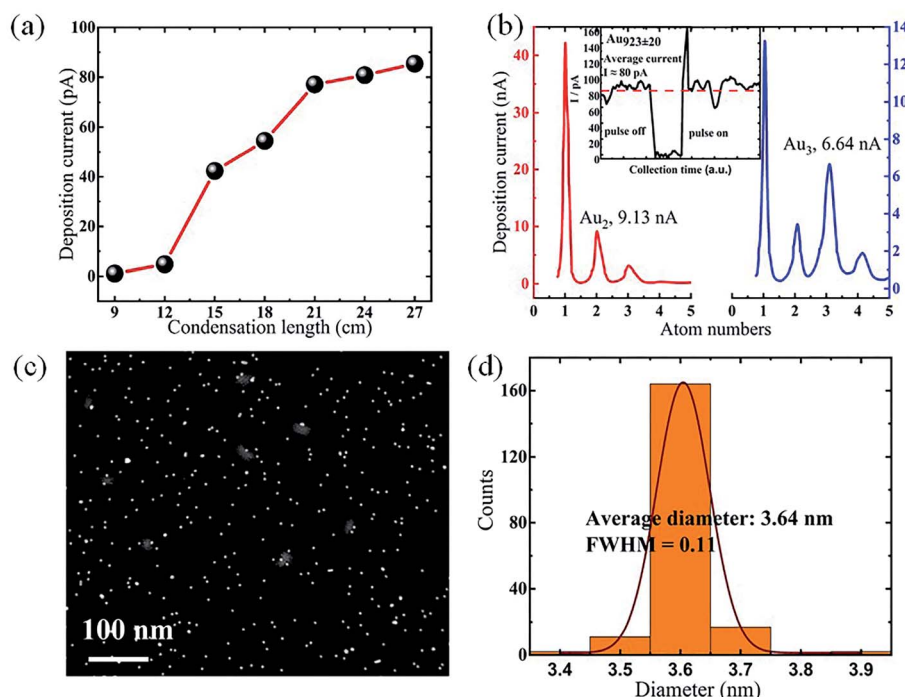 (a)
Deposition current (pA)
100
80
60
40
20
0
9 12 15 18 21 24 27
Condensation length (cm)
(b)
Deposition current (nA)
40
30
20
10
0
Au923±20
Average current
I ≈ 80 pA
I / pA
160
140
120
100
80
60
40
20
0
pulse off
pulse on
Collection time (a.u.)
Au2, 9.13 nA
Au3, 6.64 nA
14
12
10
8
6
4
2
0
0 1 2 3 4 5
0 1 2 3 4 5
Atom numbers
(c)
100 nm
(d)
Counts
160
120
80
40
0
Average diameter: 3.64 nm
FWHM = 0.11
3.4 3.5 3.6 3.7 3.8 3.9
Diameter (nm)